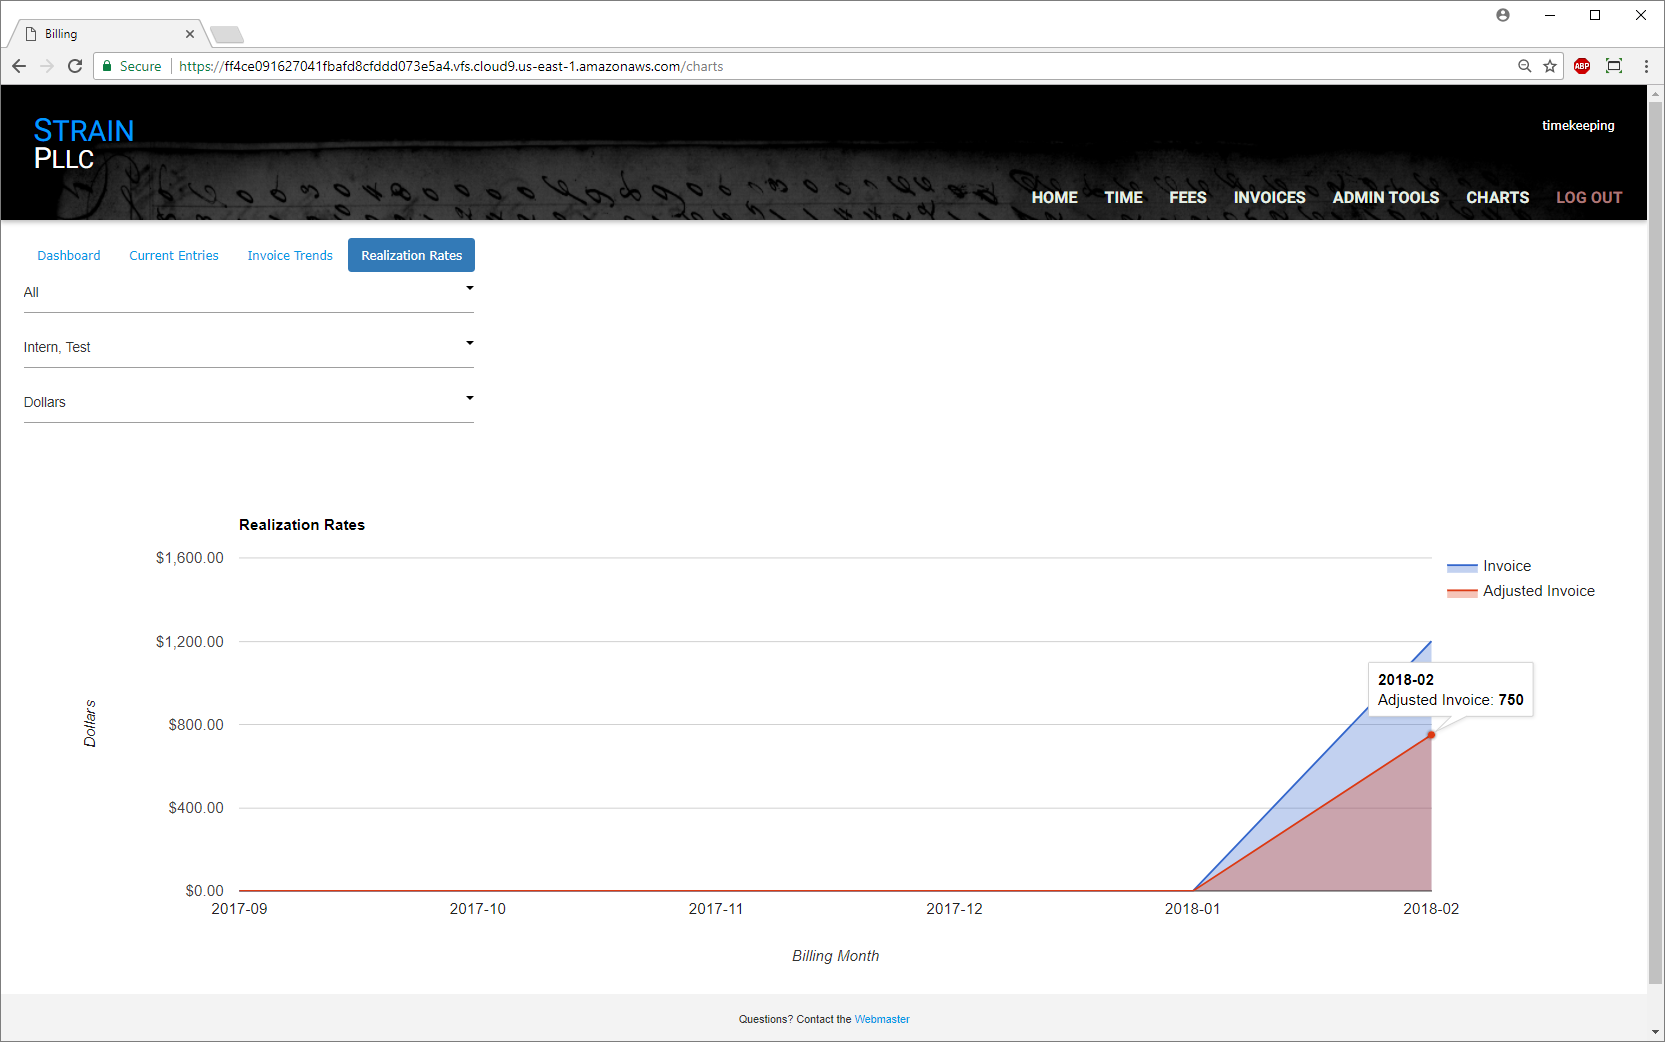 Billing
Secure https://ff4ce091627041fbafd8cfddd073e5a4.vfs.cloud9.us-east-1.amazonaws.com/charts
ABP
STRAIN
PLLC
timekeeping
HOME TIME FEES INVOICES ADMIN TOOLS CHARTS LOG OUT
Dashboard Current Entries Invoice Trends Realization Rates
All
Intern, Test
Dollars
Realization Rates
$1,600.00
$1,200.00
$800.00
$400.00
$0.00
Dollars
Invoice
Adjusted Invoice
2018-02
Adjusted Invoice: 750
2017-09 2017-10 2017-11 2017-12 2018-01 2018-02
Billing Month
Questions? Contact the Webmaster